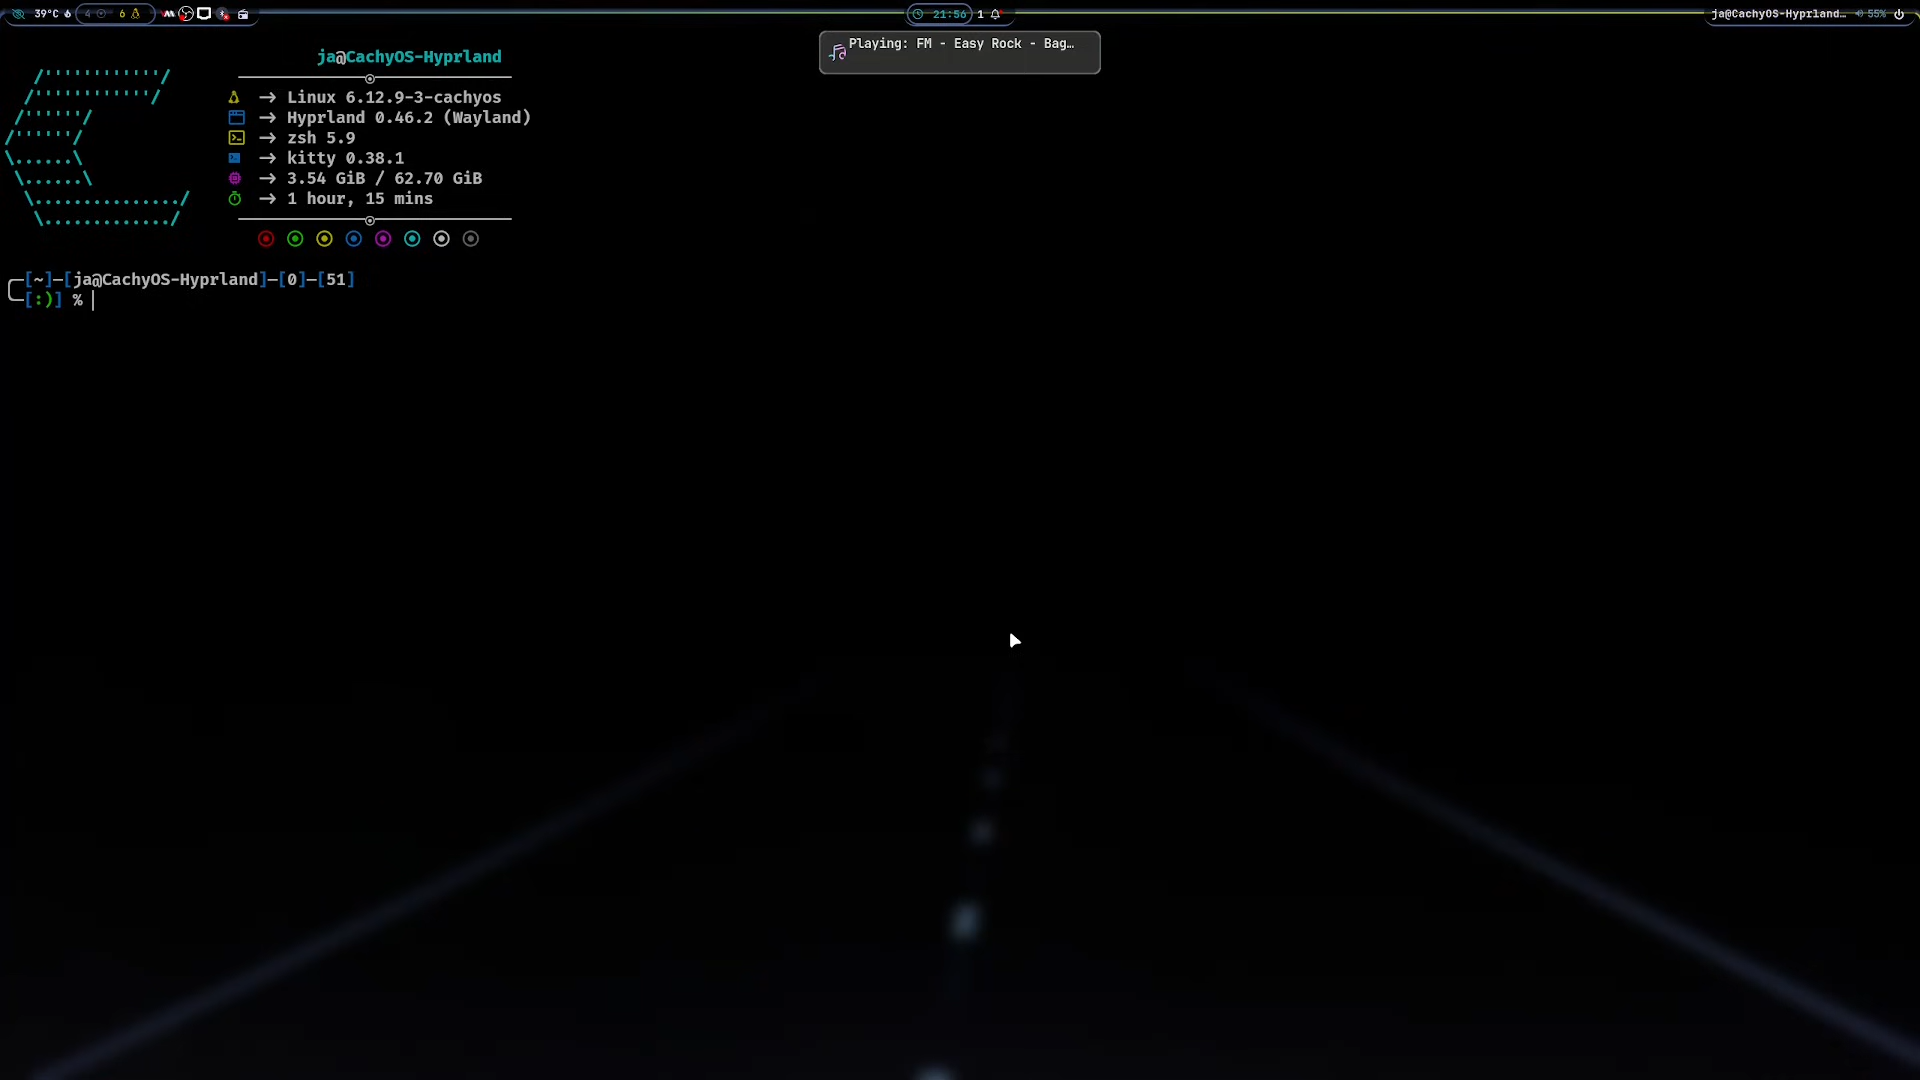 39°C 4 6 21:56 1 ja@CachyOS-Hyprland… 55%
Playing: FM - Easy Rock - Bag…
ja@CachyOS-Hyprland
→ Linux 6.12.9-3-cachyos
→ Hyprland 0.46.2 (Wayland)
→ zsh 5.9
→ kitty 0.38.1
→ 3.54 GiB / 62.70 GiB
→ 1 hour, 15 mins
[~]-[ja@CachyOS-Hyprland]-[0]-[51]
[:)] %